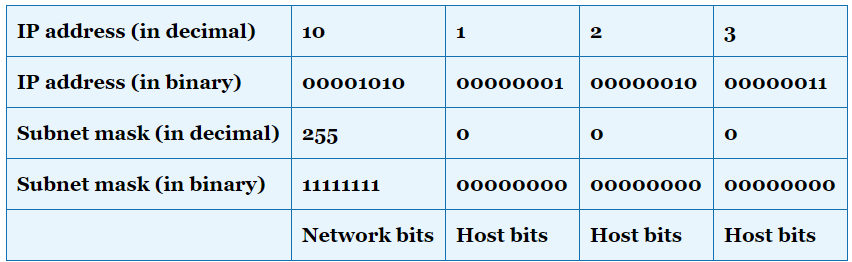 IP address (in decimal) 10 1 2 3
IP address (in binary) 00001010 00000001 00000010 00000011
Subnet mask (in decimal) 255 0 0 0
Subnet mask (in binary) 11111111 00000000 00000000 00000000
Network bits Host bits Host bits Host bits